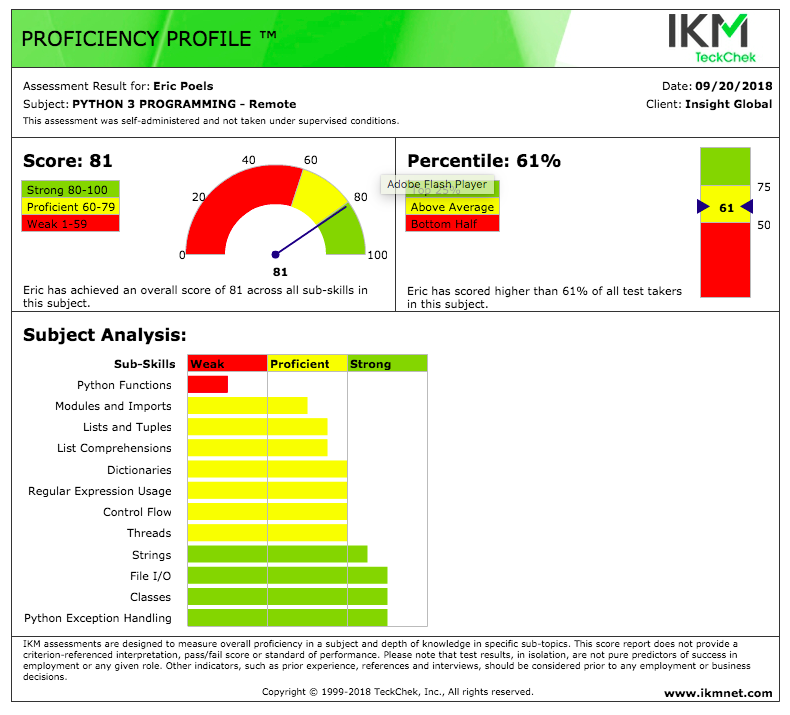 PROFICIENCY PROFILE ™
IKM
TeckChek
Assessment Result for: Eric Poels
Date: 09/20/2018
Subject: PYTHON 3 PROGRAMMING - Remote
Client: Insight Global
This assessment was self-administered and not taken under supervised conditions.
Score: 81
Strong 80-100
Proficient 60-79
Weak 1-59
0
20
40
60
80
100
81
Eric has achieved an overall score of 81 across all sub-skills in
this subject.
Percentile: 61%
Adobe Flash Player
Top 25%
Above Average
Bottom Half
75
61
50
Eric has scored higher than 61% of all test takers
in this subject.
Subject Analysis:
Sub-Skills Weak Proficient Strong
Python Functions
Modules and Imports
Lists and Tuples
List Comprehensions
Dictionaries
Regular Expression Usage
Control Flow
Threads
Strings
File I/O
Classes
Python Exception Handling
IKM assessments are designed to measure overall proficiency in a subject and depth of knowledge in specific sub-topics. This score report does not provide a
criterion-referenced interpretation, pass/fail score or standard of performance. Please note that test results, in isolation, are not pure predictors of success in
employment or any given role. Other indicators, such as prior experience, references and interviews, should be considered prior to any employment or business
decisions.
Copyright © 1999-2018 TeckChek, Inc., All rights reserved.
www.ikmnet.com